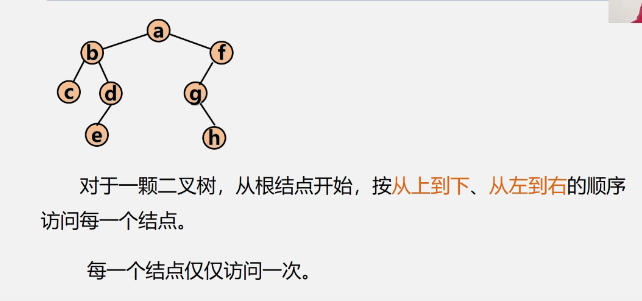 a
b f
c d g
e h
对于一颗二叉树，从根结点开始，按从上到下、从左到右的顺序
访问每一个结点。
每一个结点仅仅访问一次。